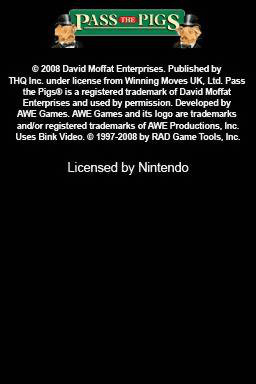 PASS THE PIGS
© 2008 David Moffat Enterprises. Published by
THQ Inc. under license from Winning Moves UK, Ltd. Pass
the Pigs® is a registered trademark of David Moffat
Enterprises and used by permission. Developed by
AWE Games. AWE Games and its logo are trademarks
and/or registered trademarks of AWE Productions, Inc.
Uses Bink Video. © 1997-2008 by RAD Game Tools, Inc.
Licensed by Nintendo